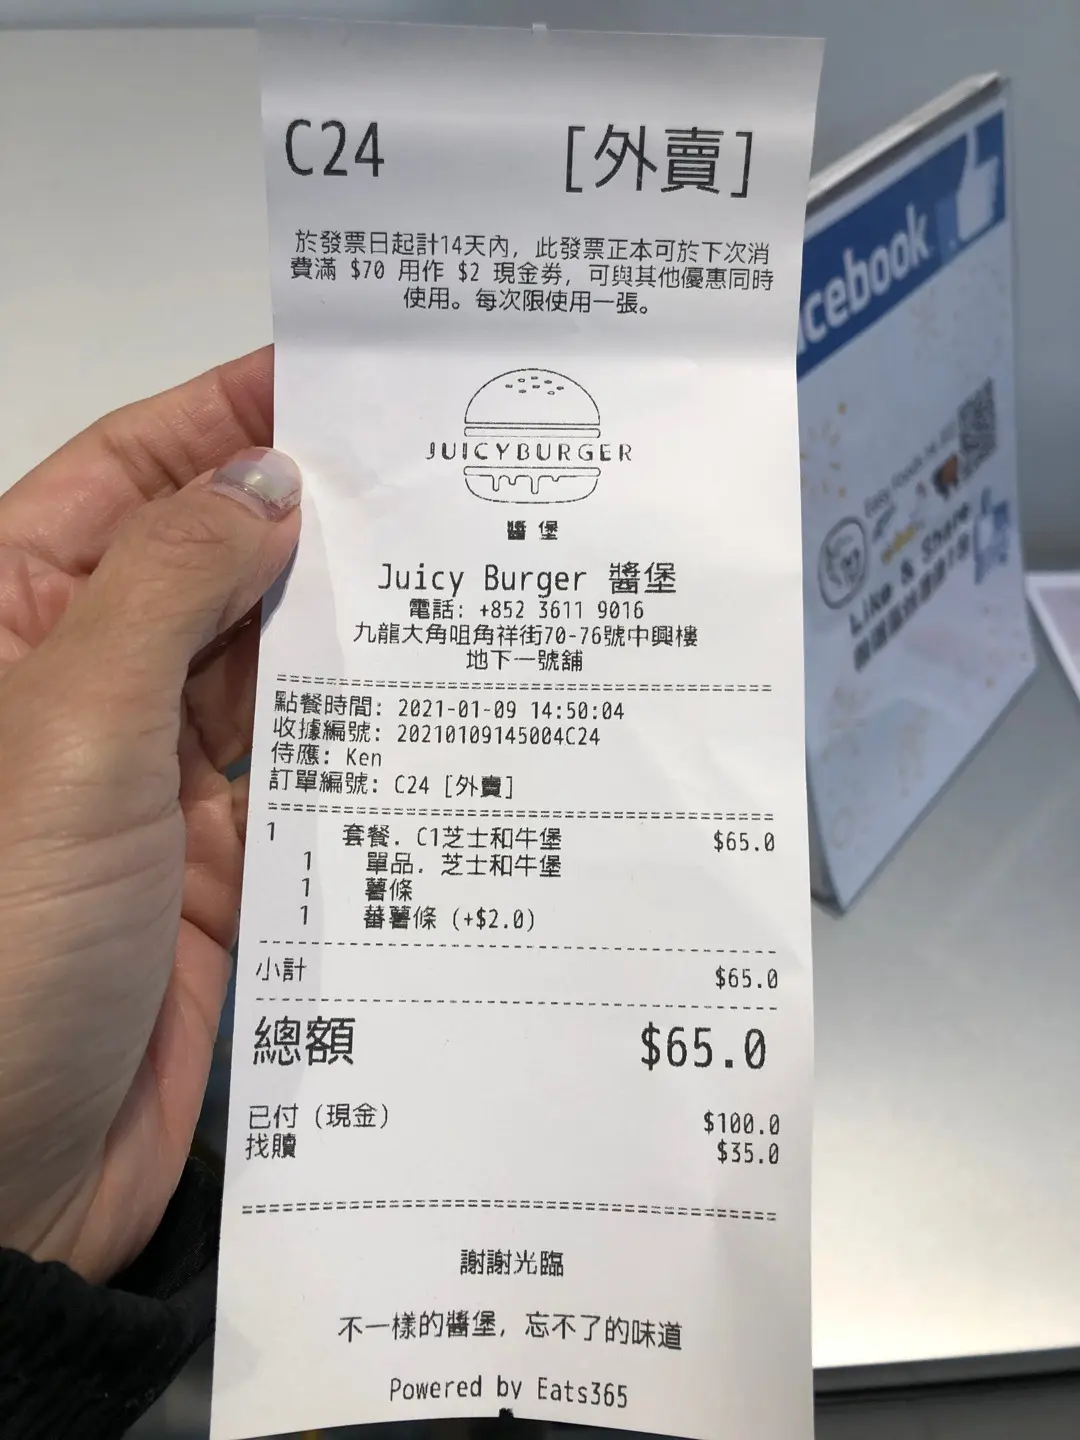 C24 [外賣]
於發票日起計14天內，此發票正本可於下次消
費滿 $70 用作 $2 現金劵，可與其他優惠同時
使用。每次限使用一張。
JUICYBURGER
醬堡
Juicy Burger 醬堡
電話: +852 3611 9016
九龍大角咀角祥街70-76號中興樓
地下一號舖
點餐時間: 2021-01-09 14:50:04
收據編號: 20210109145004C24
侍應: Ken
訂單編號: C24 [外賣]
1 套餐. C1芝士和牛堡 $65.0
1 單品. 芝士和牛堡
1 薯條
1 蕃薯條 (+$2.0)
小計 $65.0
總額 $65.0
已付 (現金) $100.0
找贖 $35.0
謝謝光臨
不一樣的醬堡，忘不了的味道
Powered by Eats365
cebook
Like & Share